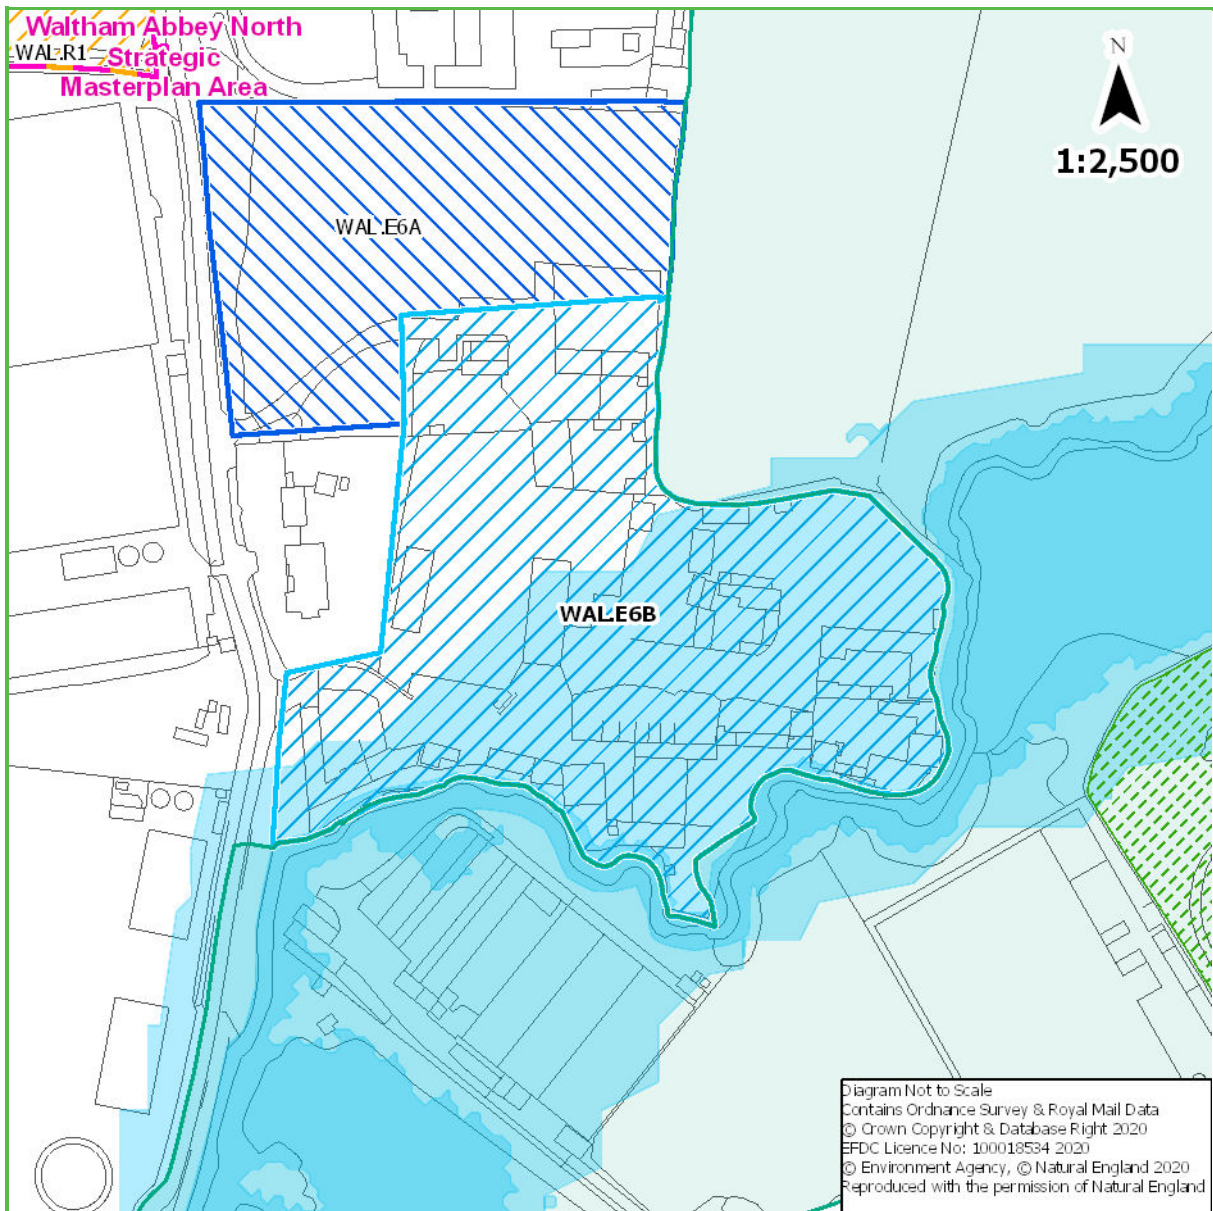 Waltham Abbey North
WAL.R1
Strategic
Masterplan Area
N
1:2,500
WAL.E6A
WAL.E6B
Diagram Not to Scale
Contains Ordnance Survey & Royal Mail Data
© Crown Copyright & Database Right 2020
EFDC Licence No: 100018534 2020
© Environment Agency, © Natural England 2020
Reproduced with the permission of Natural England